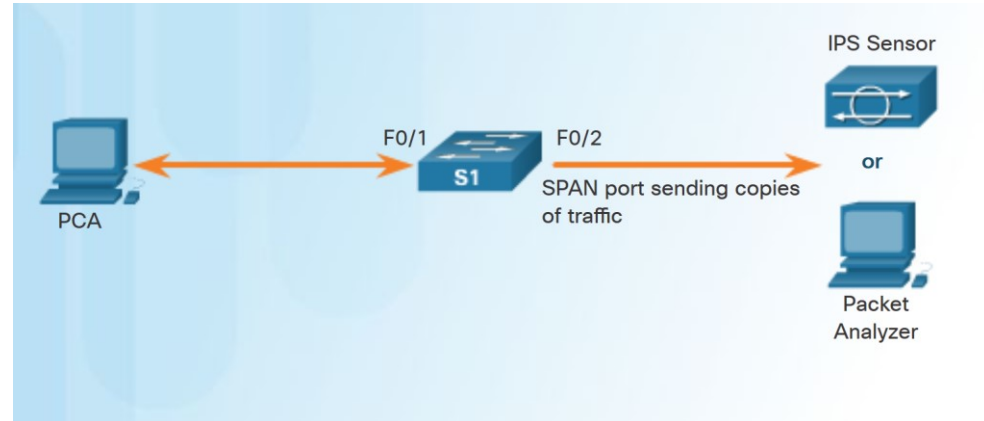 IPS Sensor
F0/1
F0/2
S1
or
SPAN port sending copies
of traffic
PCA
Packet
Analyzer